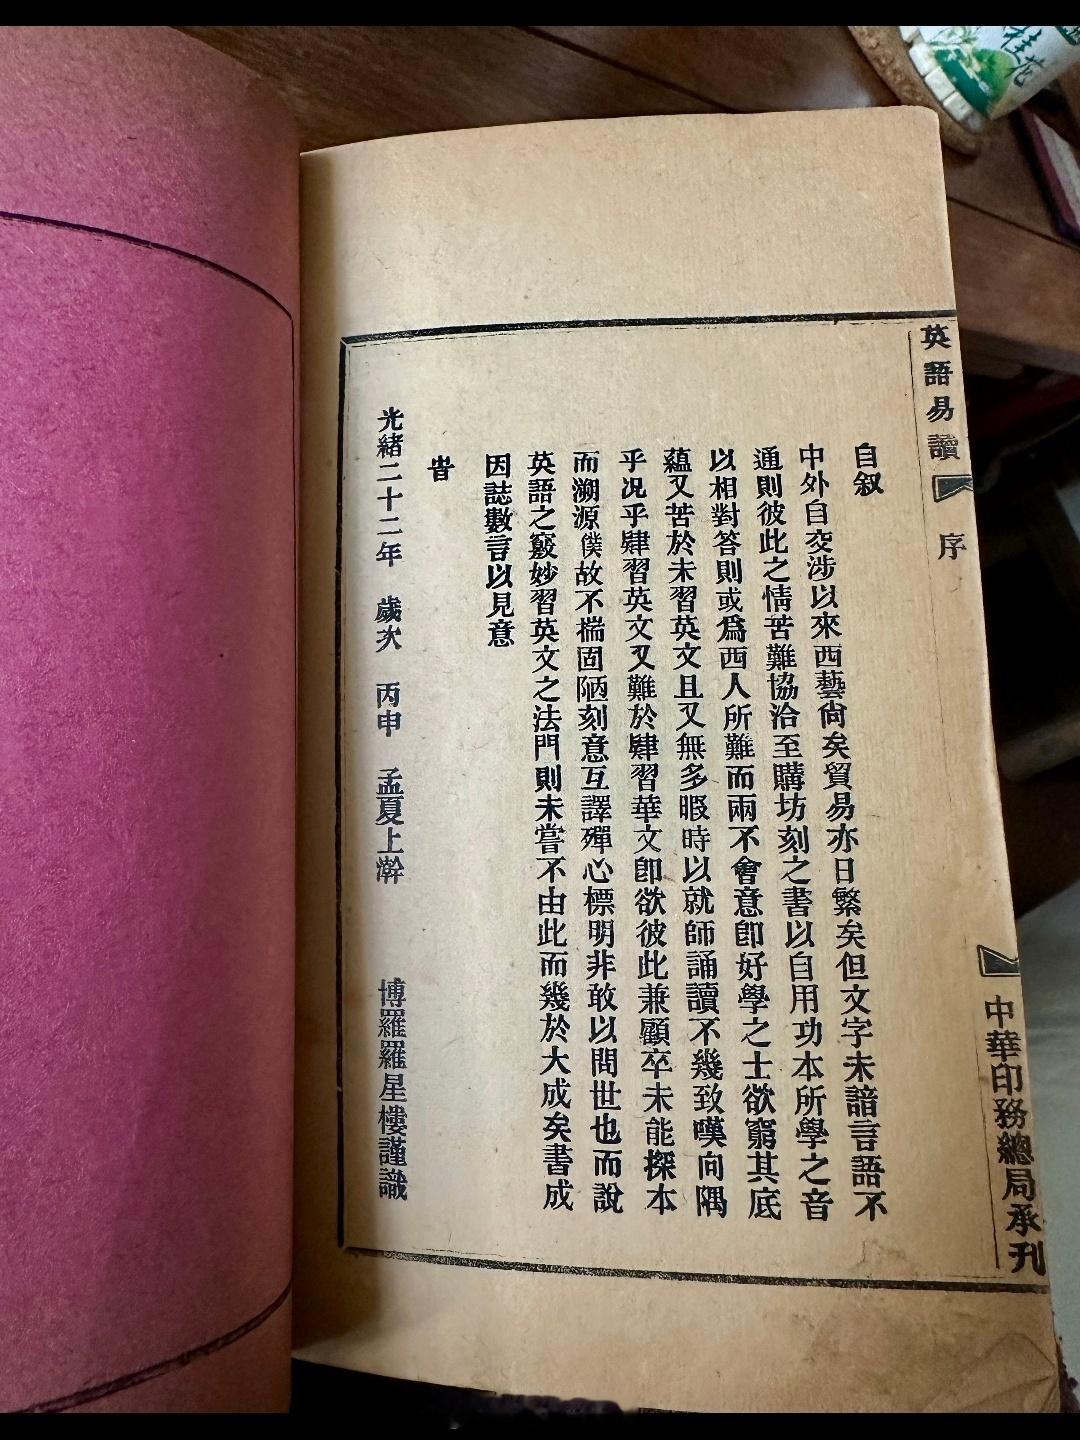 桂花
英語易讀
序
中華印務總局承刊
自叙
中外自交涉以來西藝尙矣貿易亦日繁矣但文字未諳言語不
通則彼此之情苦難協洽至購坊刻之書以自用功本所學之音
以相對答則或爲西人所難而兩不會意卽好學之士欲窮其底
蘊又苦於未習英文且又無多暇時以就師誦讀不幾致嘆向隅
乎况乎肄習英文又難於肄習華文卽欲彼此兼顧卒未能探本
而溯源僕故不揣固陋刻意互譯殫心標明非敢以問世也而說
英語之竅妙習英文之法門則未嘗不由此而幾於大成矣書成
因誌數言以見意
旹
光緒二十二年 歲次 丙申 孟夏上澣 博羅羅星樓謹識